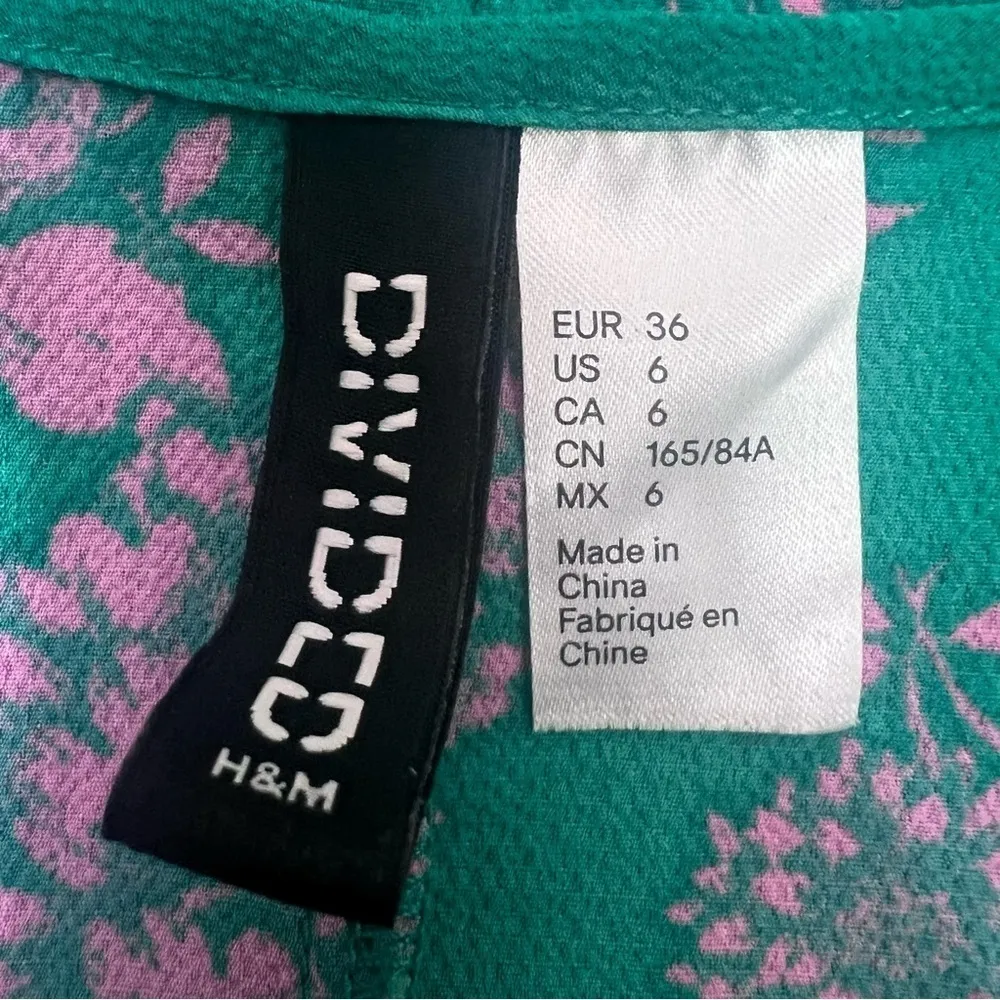 DIVIDED
H&M
EUR 36
US 6
CA 6
CN 165/84A
MX 6
Made in
China
Fabriqué en
Chine